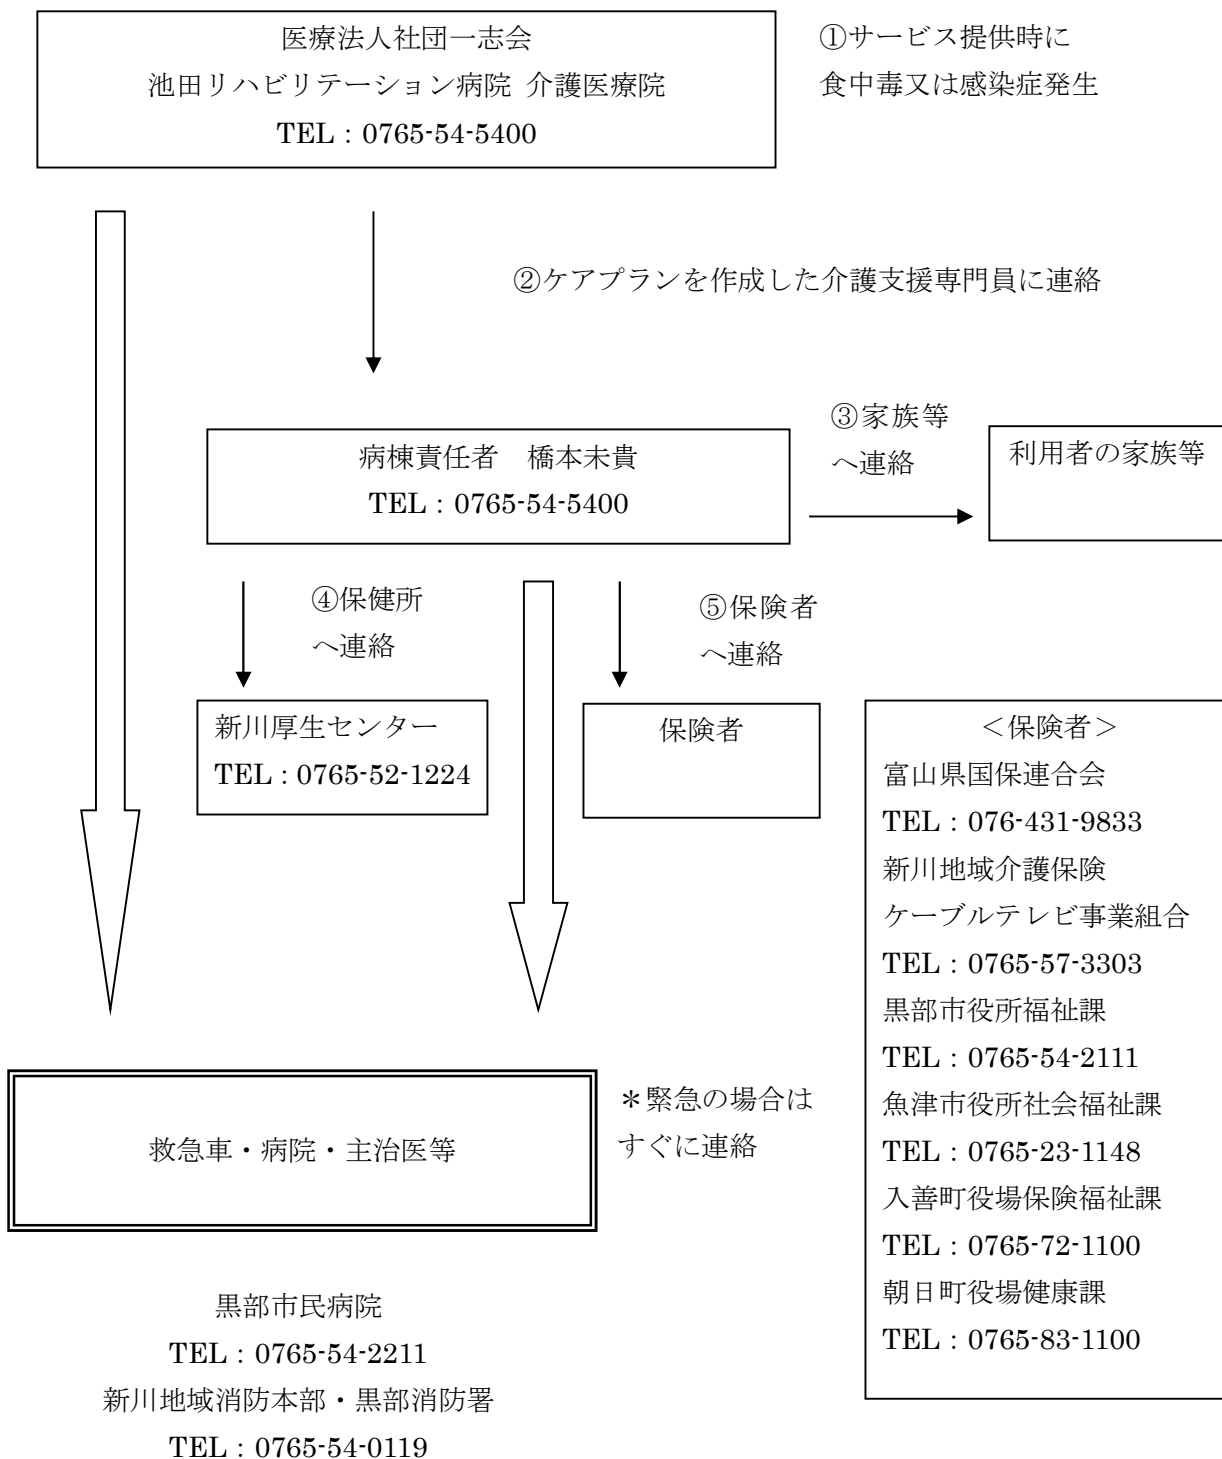 医療法人社団一志会
池田リハビリテーション病院 介護医療院
TEL：0765-54-5400
①サービス提供時に
食中毒又は感染症発生
②ケアプランを作成した介護支援専門員に連絡
病棟責任者　橋本未貴
TEL：0765-54-5400
③家族等
へ連絡
利用者の家族等
④保健所
へ連絡
⑤保険者
へ連絡
新川厚生センター
TEL：0765-52-1224
保険者
＜保険者＞
富山県国保連合会
TEL：076-431-9833
新川地域介護保険
ケーブルテレビ事業組合
TEL：0765-57-3303
黒部市役所福祉課
TEL：0765-54-2111
魚津市役所社会福祉課
TEL：0765-23-1148
入善町役場保険福祉課
TEL：0765-72-1100
朝日町役場健康課
TEL：0765-83-1100
救急車・病院・主治医等
＊緊急の場合は
すぐに連絡
黒部市民病院
TEL：0765-54-2211
新川地域消防本部・黒部消防署
TEL：0765-54-0119